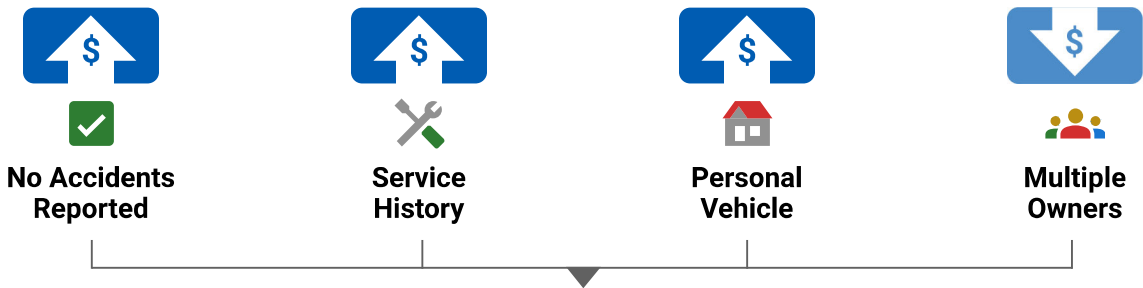 $
$
$
$
No Accidents
Reported
Service
History
Personal
Vehicle
Multiple
Owners